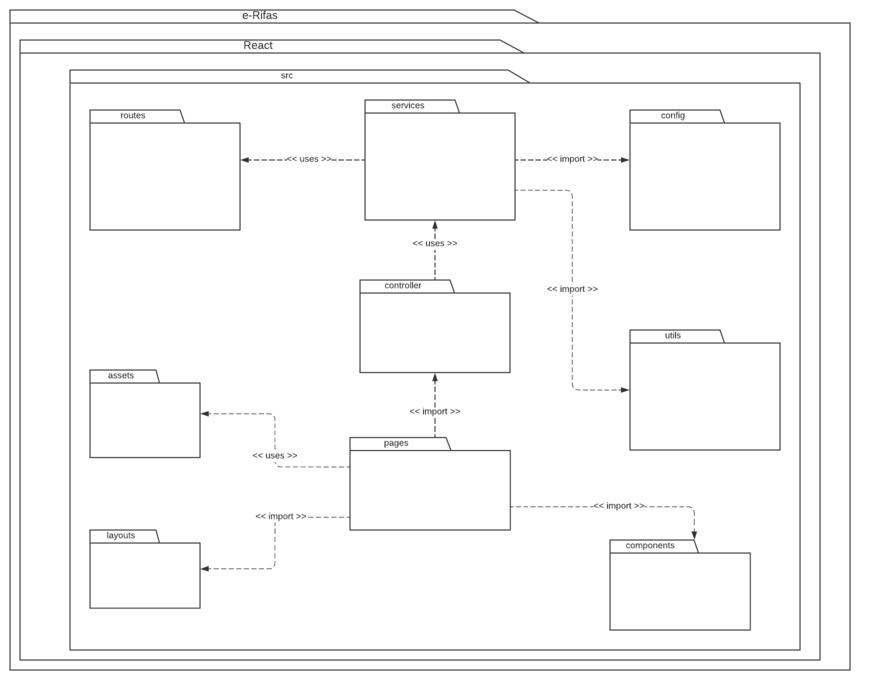 e-Rifas
React
src
routes
services
config
<< uses >>
<< import >>
<< uses >>
controller
<< import >>
utils
assets
<< import >>
pages
<< uses >>
<< import >>
<< import >>
layouts
components